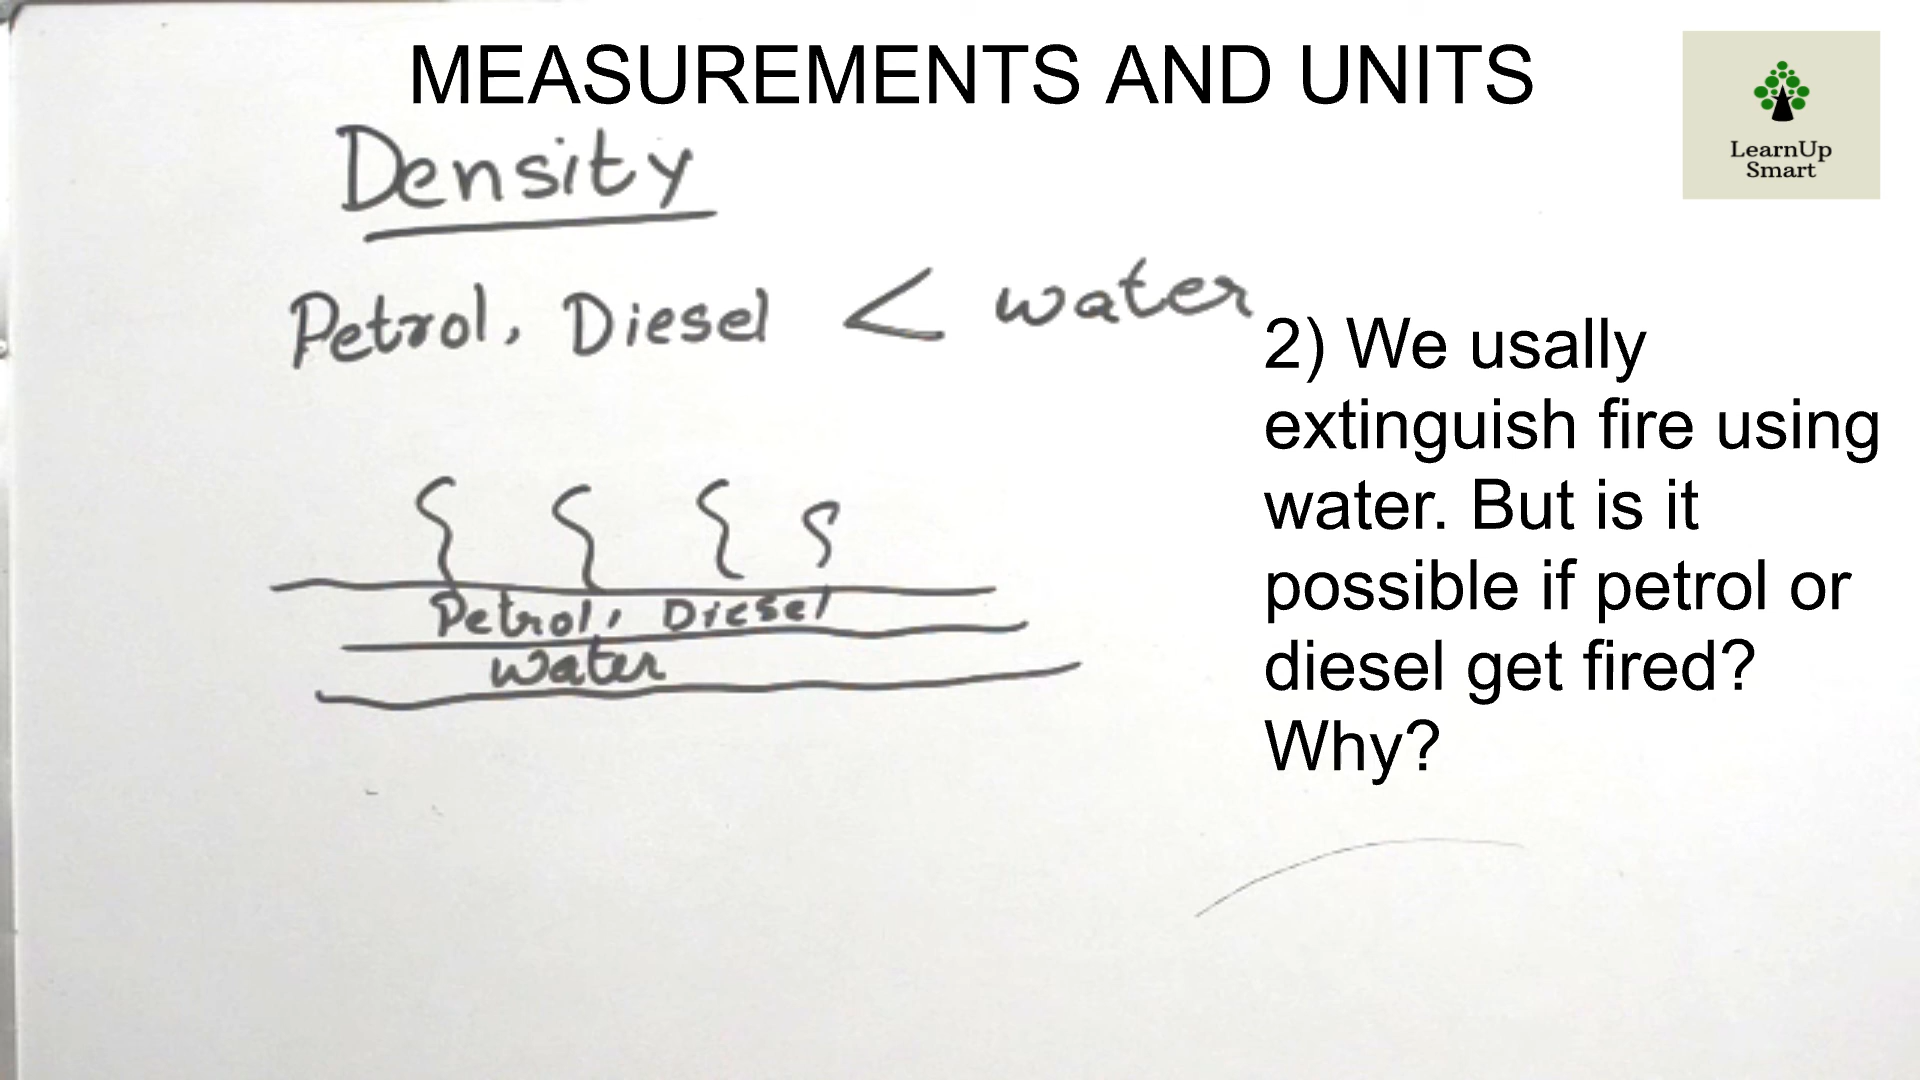 MEASUREMENTS AND UNITS
LearnUp
Smart
Density
Petrol, Diesel < water
Petrol, Diesel
water
2) We usally
extinguish fire using
water. But is it
possible if petrol or
diesel get fired?
Why?